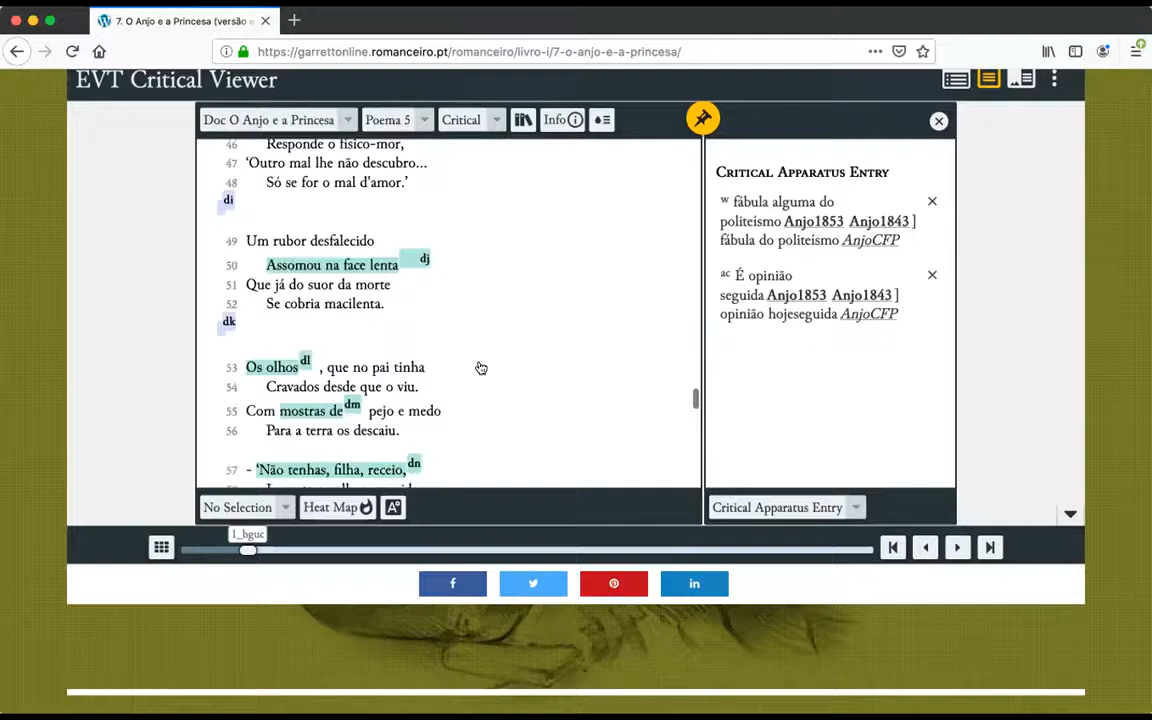 7. O Anjo e a Princesa (versão e
https://garrettonline.romanceiro.pt/romanceiro/livro-i/7-o-anjo-e-a-princesa/
EVT Critical Viewer
Doc O Anjo e a Princesa
Poema 5
Critical
Info
46 Responde o físico-mor,
47 'Outro mal lhe não descubro...
48 Só se for o mal d'amor.'
di
49 Um rubor desfalecido
50 Assomou na face lenta dj
51 Que já do suor da morte
52 Se cobria macilenta.
dk
53 Os olhos dl , que no pai tinha
54 Cravados desde que o viu.
55 Com mostras de dm pejo e medo
56 Para a terra os descaiu.
57 - 'Não tenhas, filha, receio, dn
CRITICAL APPARATUS ENTRY
w fábula alguma do
politeísmo Anjo1853 Anjo1843 ]
fábula do politeísmo AnjoCFP
ac É opinião
seguida Anjo1853 Anjo1843 ]
opinião hojeseguida AnjoCFP
No Selection
Heat Map
Critical Apparatus Entry
1_bguc